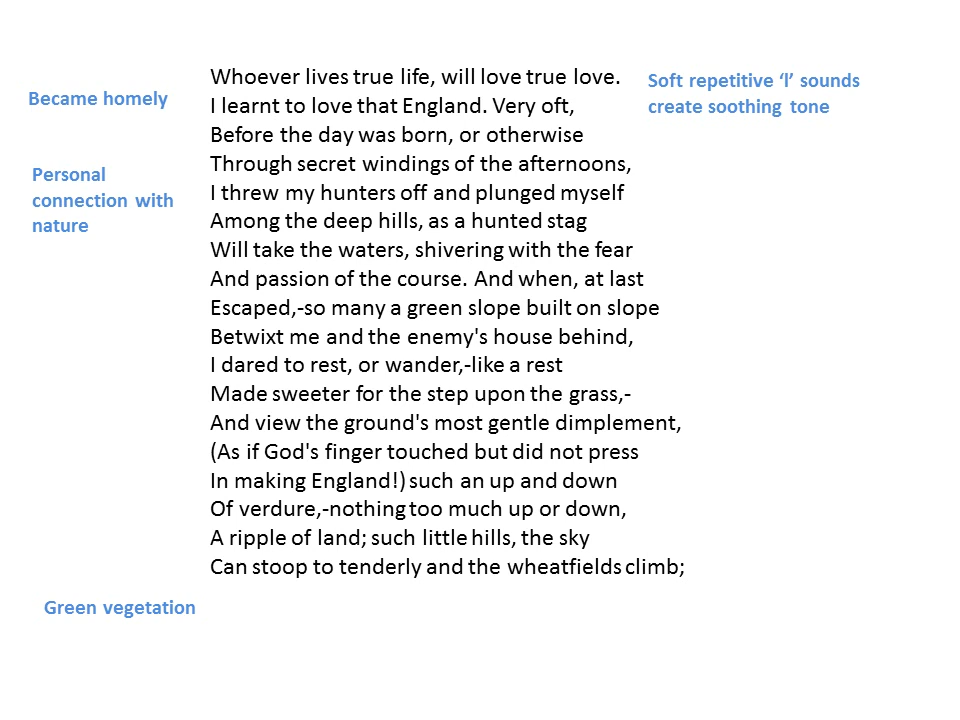 Whoever lives true life, will love true love.
I learnt to love that England. Very oft,
Before the day was born, or otherwise
Through secret windings of the afternoons,
I threw my hunters off and plunged myself
Among the deep hills, as a hunted stag
Will take the waters, shivering with the fear
And passion of the course. And when, at last
Escaped,-so many a green slope built on slope
Betwixt me and the enemy's house behind,
I dared to rest, or wander,-like a rest
Made sweeter for the step upon the grass,-
And view the ground's most gentle dimplement,
(As if God's finger touched but did not press
In making England!) such an up and down
Of verdure,-nothing too much up or down,
A ripple of land; such little hills, the sky
Can stoop to tenderly and the wheatfields climb;
Became homely
Personal
connection with
nature
Green vegetation
Soft repetitive ‘l’ sounds
create soothing tone